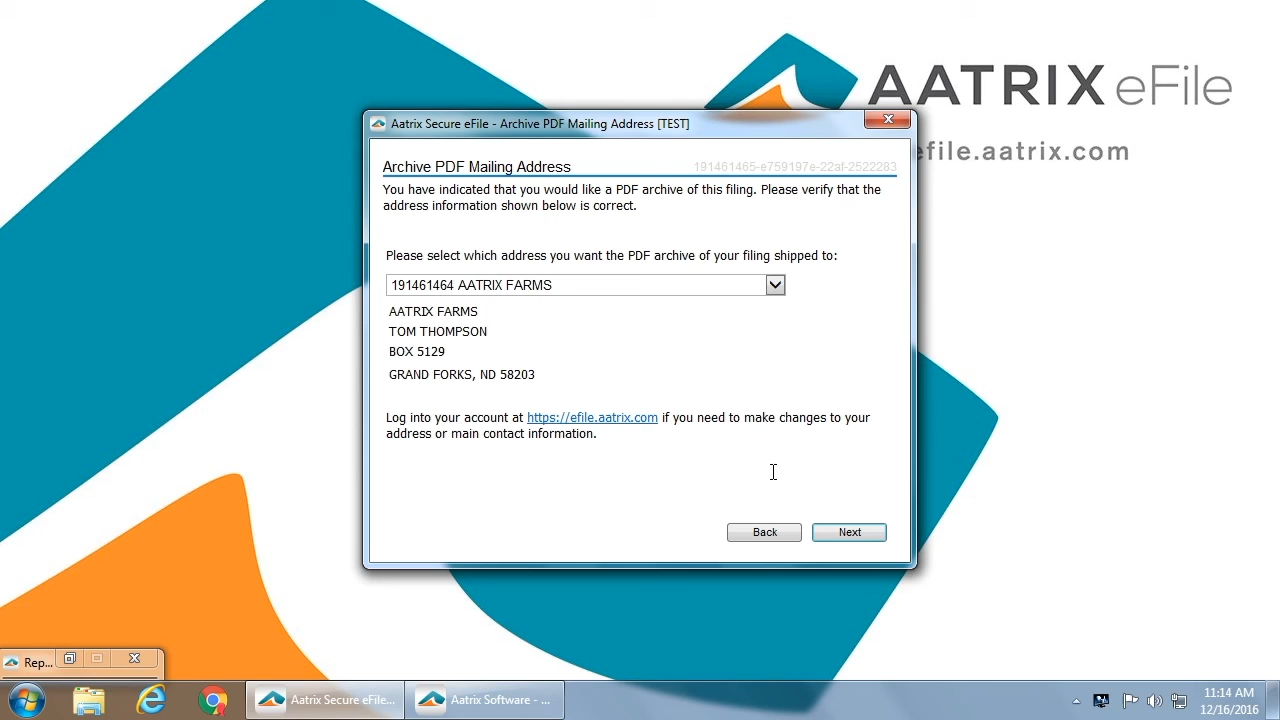 AATRIX eFile
efile.aatrix.com
Aatrix Secure eFile - Archive PDF Mailing Address [TEST]
Archive PDF Mailing Address
191461465-e759197e-22af-2522283
You have indicated that you would like a PDF archive of this filing. Please verify that the
address information shown below is correct.
Please select which address you want the PDF archive of your filing shipped to:
191461464 AATRIX FARMS
AATRIX FARMS
TOM THOMPSON
BOX 5129
GRAND FORKS, ND 58203
Log into your account at https://efile.aatrix.com if you need to make changes to your
address or main contact information.
Back
Next
Rep...
Aatrix Secure eFile...
Aatrix Software - ...
11:14 AM
12/16/2016